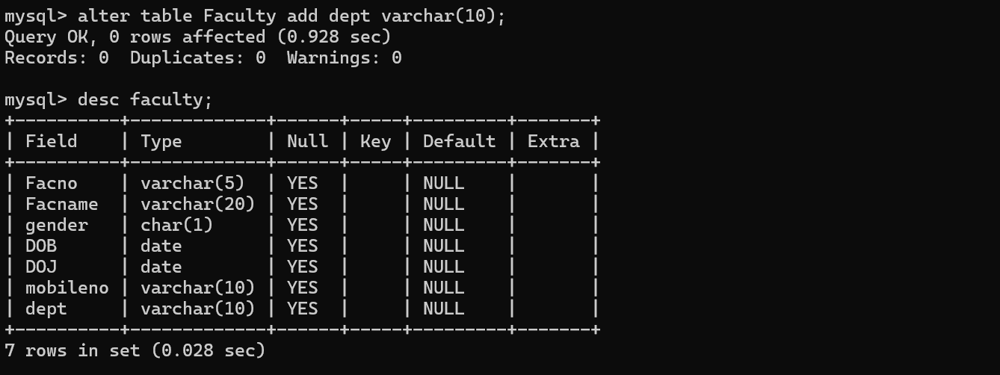 mysql> alter table Faculty add dept varchar(10);
Query OK, 0 rows affected (0.928 sec)
Records: 0  Duplicates: 0  Warnings: 0

mysql> desc faculty;
+----------+-------------+------+-----+---------+-------+
| Field    | Type        | Null | Key | Default | Extra |
+----------+-------------+------+-----+---------+-------+
| Facno    | varchar(5)  | YES  |     | NULL    |       |
| Facname  | varchar(20) | YES  |     | NULL    |       |
| gender   | char(1)     | YES  |     | NULL    |       |
| DOB      | date        | YES  |     | NULL    |       |
| DOJ      | date        | YES  |     | NULL    |       |
| mobileno | varchar(10) | YES  |     | NULL    |       |
| dept     | varchar(10) | YES  |     | NULL    |       |
+----------+-------------+------+-----+---------+-------+
7 rows in set (0.028 sec)